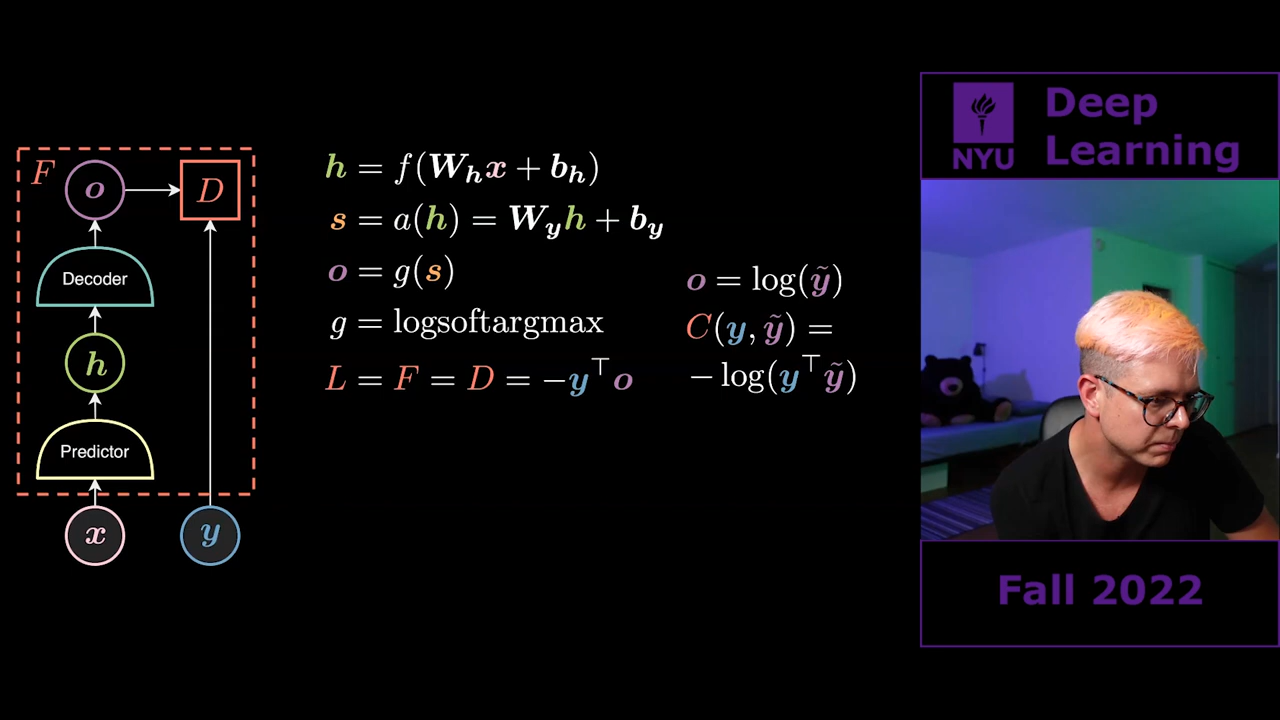 F
o
D
Decoder
h
Predictor
x
y
h = f(W_h x + b_h)
s = a(h) = W_y h + b_y
o = g(s)
g = logsoftargmax
L = F = D = −y^⊤ o
o = log(ỹ)
C(y, ỹ) =
− log(y^⊤ ỹ)
NYU
Deep
Learning
Fall 2022